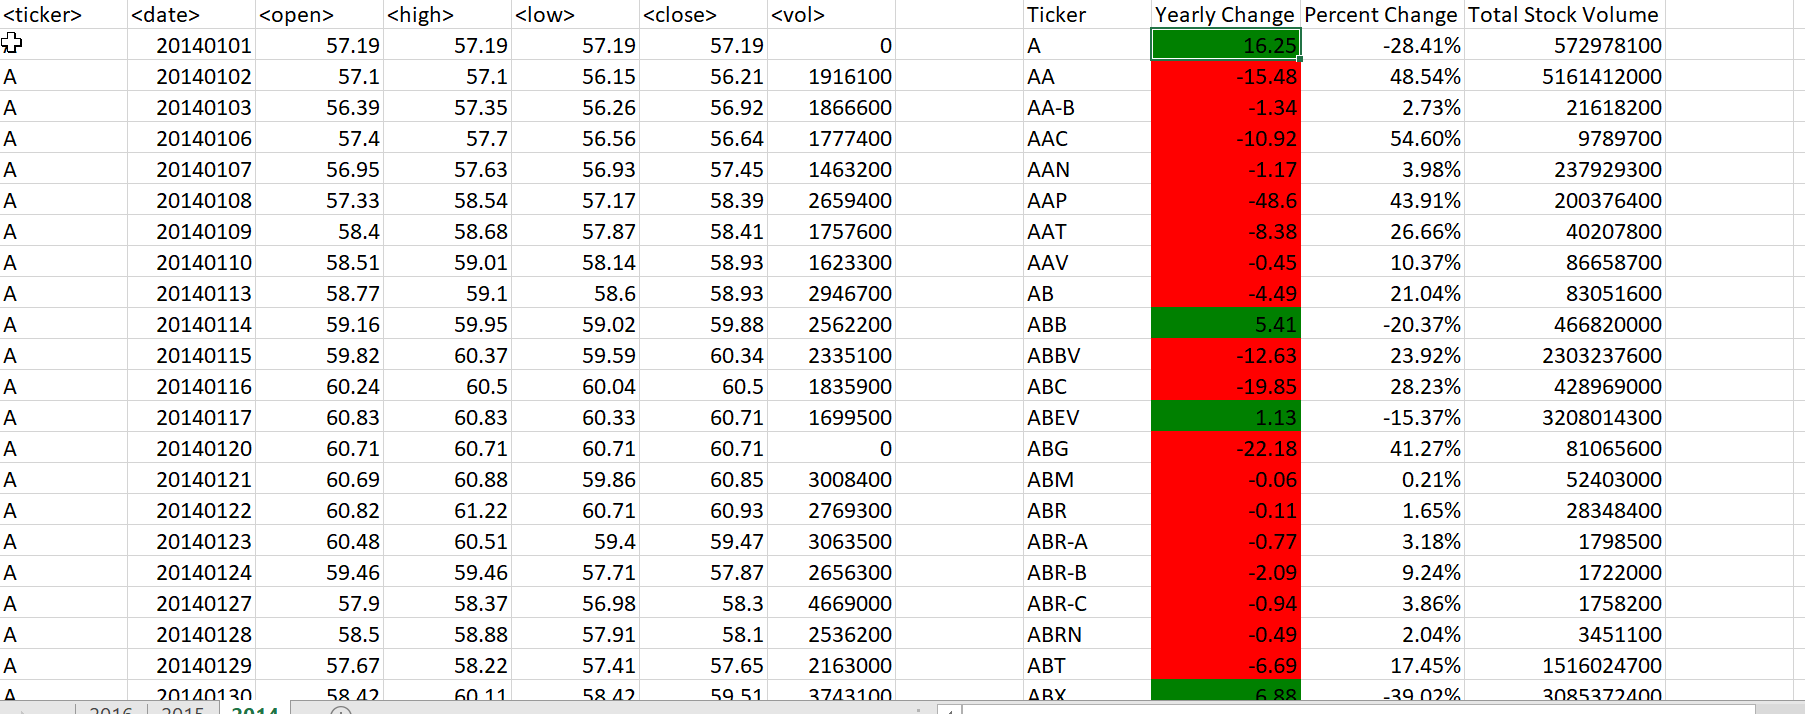 <ticker> <date> <open> <high> <low> <close> <vol> Ticker Yearly Change Percent Change Total Stock Volume
20140101 57.19 57.19 57.19 57.19 0 A 16.25 -28.41% 572978100
A 20140102 57.1 57.1 56.15 56.21 1916100 AA -15.48 48.54% 5161412000
A 20140103 56.39 57.35 56.26 56.92 1866600 AA-B -1.34 2.73% 21618200
A 20140106 57.4 57.7 56.56 56.64 1777400 AAC -10.92 54.60% 9789700
A 20140107 56.95 57.63 56.93 57.45 1463200 AAN -1.17 3.98% 237929300
A 20140108 57.33 58.54 57.17 58.39 2659400 AAP -48.6 43.91% 200376400
A 20140109 58.4 58.68 57.87 58.41 1757600 AAT -8.38 26.66% 40207800
A 20140110 58.51 59.01 58.14 58.93 1623300 AAV -0.45 10.37% 86658700
A 20140113 58.77 59.1 58.6 58.93 2946700 AB -4.49 21.04% 83051600
A 20140114 59.16 59.95 59.02 59.88 2562200 ABB 5.41 -20.37% 466820000
A 20140115 59.82 60.37 59.59 60.34 2335100 ABBV -12.63 23.92% 2303237600
A 20140116 60.24 60.5 60.04 60.5 1835900 ABC -19.85 28.23% 428969000
A 20140117 60.83 60.83 60.33 60.71 1699500 ABEV 1.13 -15.37% 3208014300
A 20140120 60.71 60.71 60.71 60.71 0 ABG -22.18 41.27% 81065600
A 20140121 60.69 60.88 59.86 60.85 3008400 ABM -0.06 0.21% 52403000
A 20140122 60.82 61.22 60.71 60.93 2769300 ABR -0.11 1.65% 28348400
A 20140123 60.48 60.51 59.4 59.47 3063500 ABR-A -0.77 3.18% 1798500
A 20140124 59.46 59.46 57.71 57.87 2656300 ABR-B -2.09 9.24% 1722000
A 20140127 57.9 58.37 56.98 58.3 4669000 ABR-C -0.94 3.86% 1758200
A 20140128 58.5 58.88 57.91 58.1 2536200 ABRN -0.49 2.04% 3451100
A 20140129 57.67 58.22 57.41 57.65 2163000 ABT -6.69 17.45% 1516024700
A 20140130 58.42 60.11 58.42 59.51 3743100 ABX 6.88 -39.02% 3085372400
2016 2015 2014